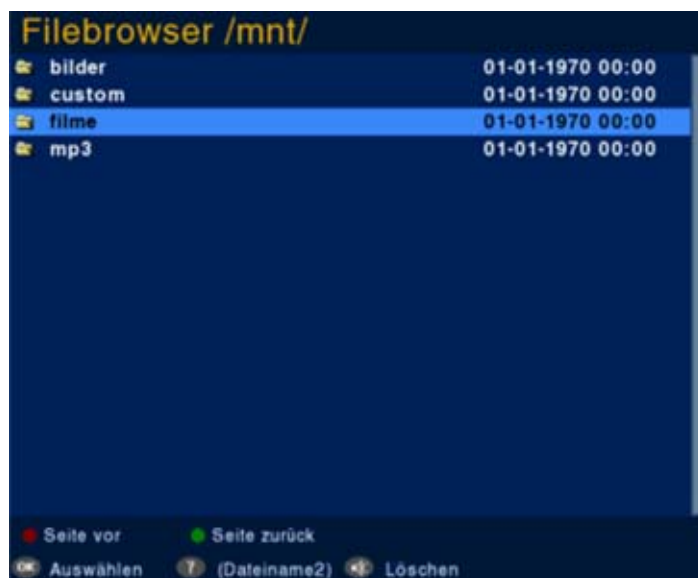 Filebrowser /mnt/
bilder 01-01-1970 00:00
custom 01-01-1970 00:00
filme 01-01-1970 00:00
mp3 01-01-1970 00:00
Seite vor Seite zurück
OK Auswählen ? (Dateiname2) Löschen